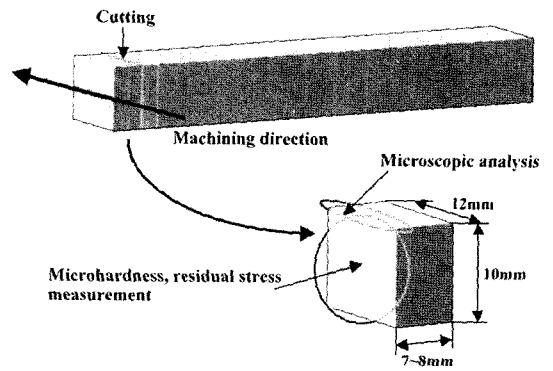 Cutting
Machining direction
Microscopic analysis
12mm
10mm
Microhardness, residual stress
measurement
7~8mm